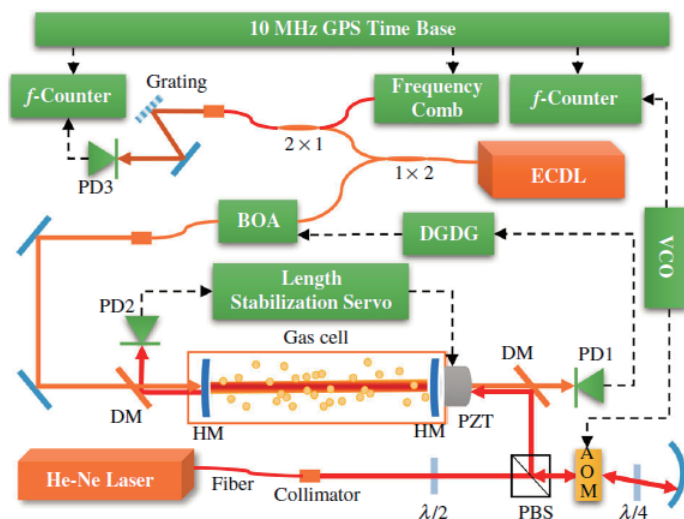 10 MHz GPS Time Base
Grating
f-Counter
Frequency
Comb
f-Counter
2 × 1
PD3
1 × 2
ECDL
BOA
DGDG
VCO
PD2
Length
Stabilization Servo
Gas cell
DM
PD1
DM
HM
HM
PZT
He-Ne Laser
Fiber
Collimator
λ/2
PBS
AOM
λ/4